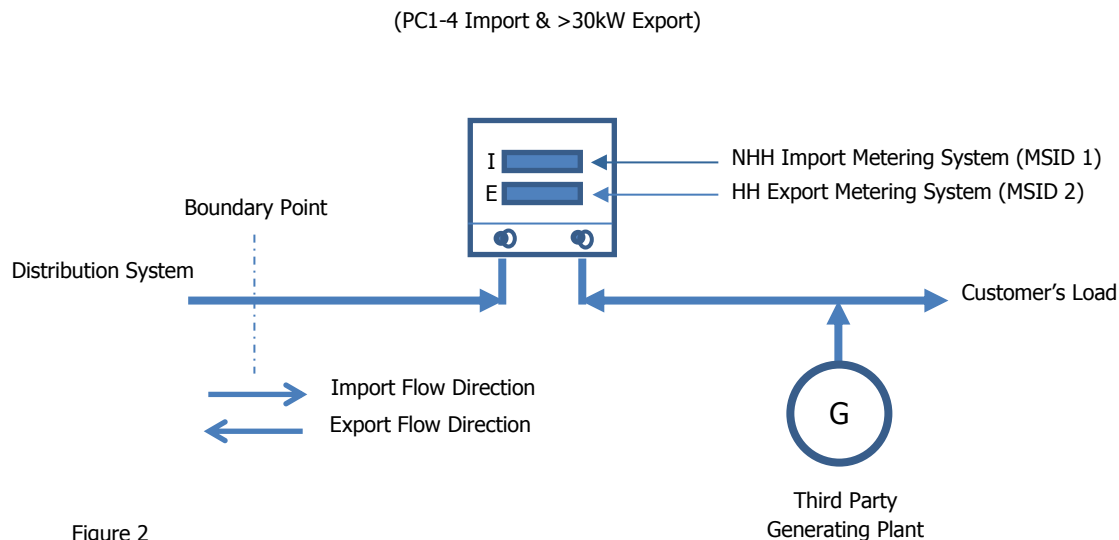 (PC1-4 Import & >30kW Export)
I
NHH Import Metering System (MSID 1)
E
HH Export Metering System (MSID 2)
Boundary Point
Distribution System
Customer’s Load
Import Flow Direction
Export Flow Direction
G
Third Party
Generating Plant
Figure 2